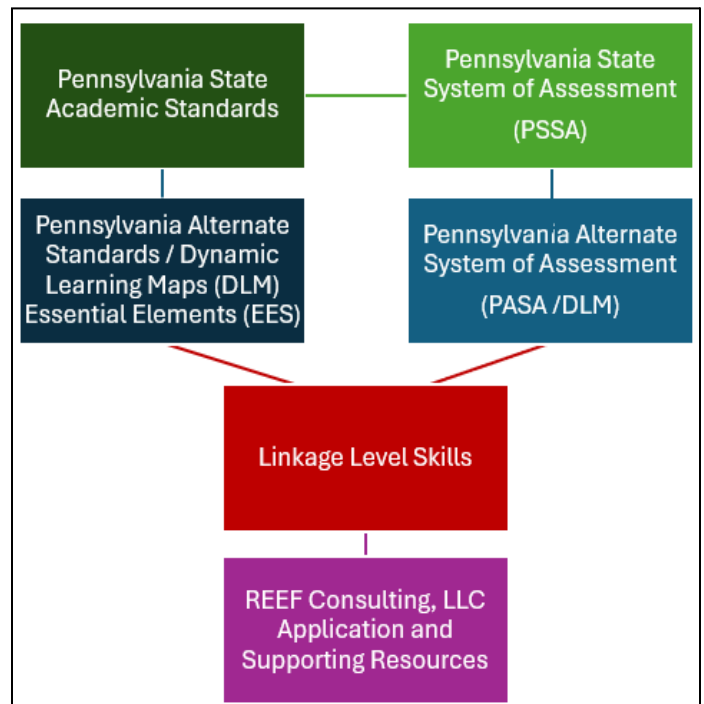 Pennsylvania State
Academic Standards
Pennsylvania State
System of Assessment
(PSSA)
Pennsylvania Alternate
Standards / Dynamic
Learning Maps (DLM)
Essential Elements (EES)
Pennsylvania Alternate
System of Assessment
(PASA /DLM)
Linkage Level Skills
REEF Consulting, LLC
Application and
Supporting Resources